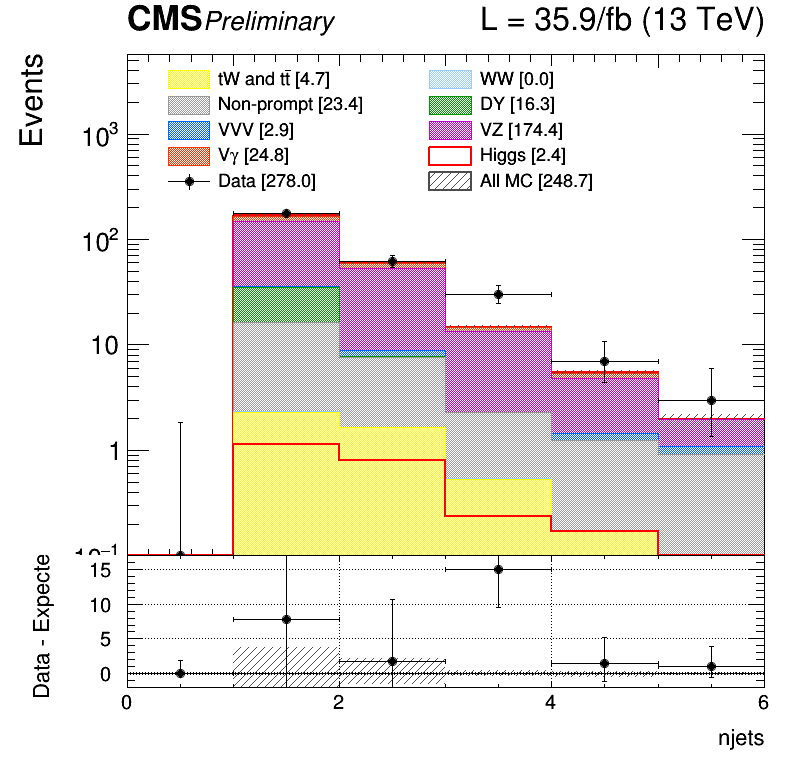 CMS Preliminary L = 35.9/fb (13 TeV)
Events
tW and tt̄ [4.7] WW [0.0]
Non-prompt [23.4] DY [16.3]
VVV [2.9] VZ [174.4]
Vγ [24.8] Higgs [2.4]
Data [278.0] All MC [248.7]
10³
10²
10
1
Data - Expecte
15
10
5
0
0 2 4 6
njets